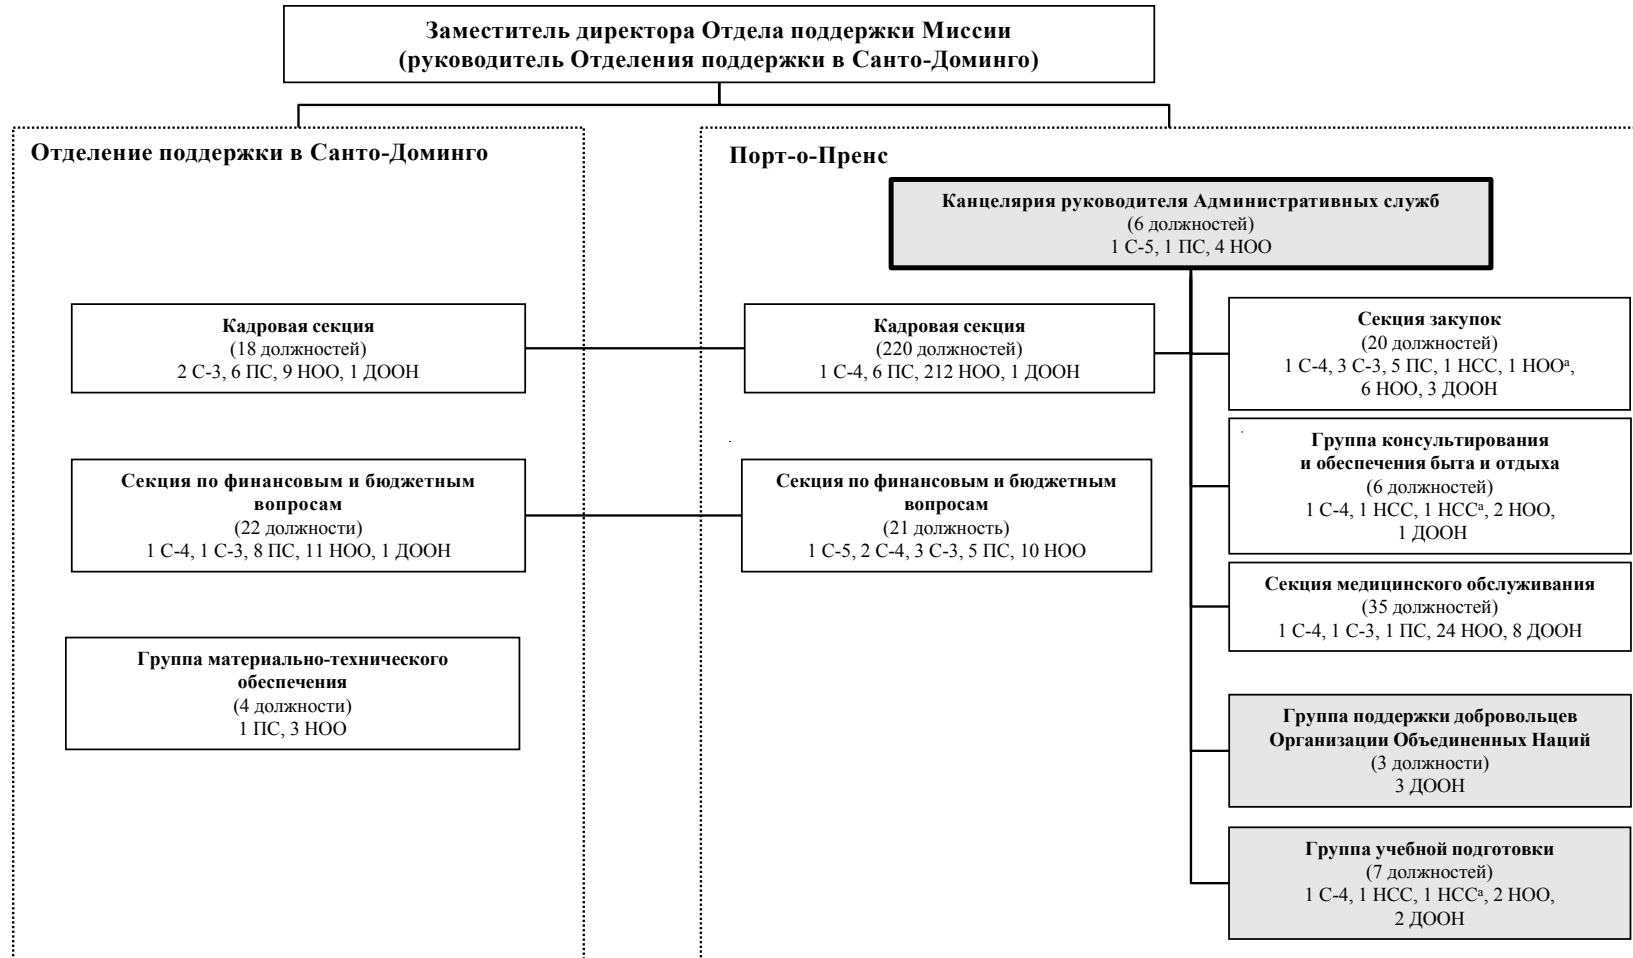 Заместитель директора Отдела поддержки Миссии
(руководитель Отделения поддержки в Санто-Доминго)
Отделение поддержки в Санто-Доминго
Кадровая секция
(18 должностей)
2 С-3, 6 ПС, 9 НОО, 1 ДООН
Секция по финансовым и бюджетным
вопросам
(22 должности)
1 С-4, 1 С-3, 8 ПС, 11 НОО, 1 ДООН
Группа материально-технического
обеспечения
(4 должности)
1 ПС, 3 НОО
Порт-о-Пренс
Канцелярия руководителя Административных служб
(6 должностей)
1 С-5, 1 ПС, 4 НОО
Кадровая секция
(220 должностей)
1 С-4, 6 ПС, 212 НОО, 1 ДООН
Секция по финансовым и бюджетным
вопросам
(21 должность)
1 С-5, 2 С-4, 3 С-3, 5 ПС, 10 НОО
Секция закупок
(20 должностей)
1 С-4, 3 С-3, 5 ПС, 1 НСС, 1 НООᵃ,
6 НОО, 3 ДООН
Группа консультирования
и обеспечения быта и отдыха
(6 должностей)
1 С-4, 1 НСС, 1 НССᵃ, 2 НОО,
1 ДООН
Секция медицинского обслуживания
(35 должностей)
1 С-4, 1 С-3, 1 ПС, 24 НОО, 8 ДООН
Группа поддержки добровольцев
Организации Объединенных Наций
(3 должности)
3 ДООН
Группа учебной подготовки
(7 должностей)
1 С-4, 1 НСС, 1 НССᵃ, 2 НОО,
2 ДООН